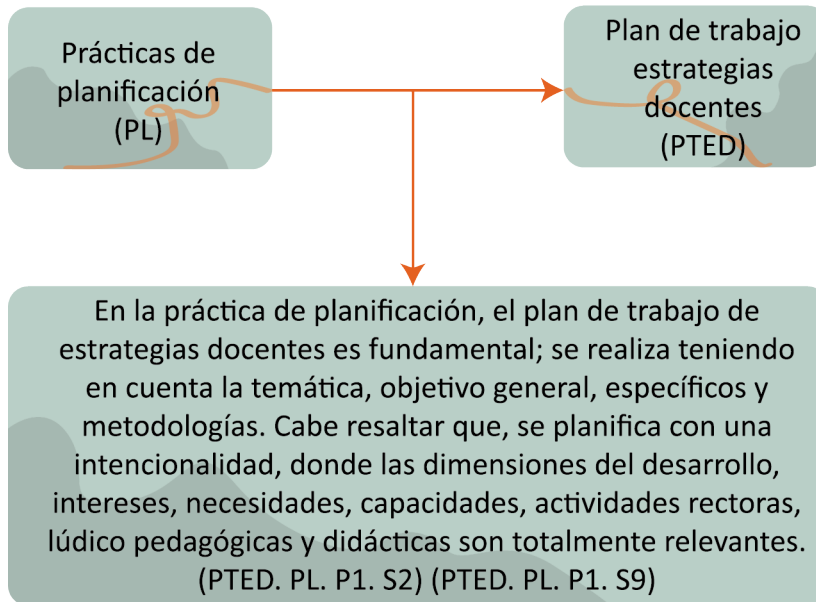 Prácticas de
planificación
(PL)
Plan de trabajo
estrategias
docentes
(PTED)
En la práctica de planificación, el plan de trabajo de
estrategias docentes es fundamental; se realiza teniendo
en cuenta la temática, objetivo general, específicos y
metodologías. Cabe resaltar que, se planifica con una
intencionalidad, donde las dimensiones del desarrollo,
intereses, necesidades, capacidades, actividades rectoras,
lúdico pedagógicas y didácticas son totalmente relevantes.
(PTED. PL. P1. S2) (PTED. PL. P1. S9)